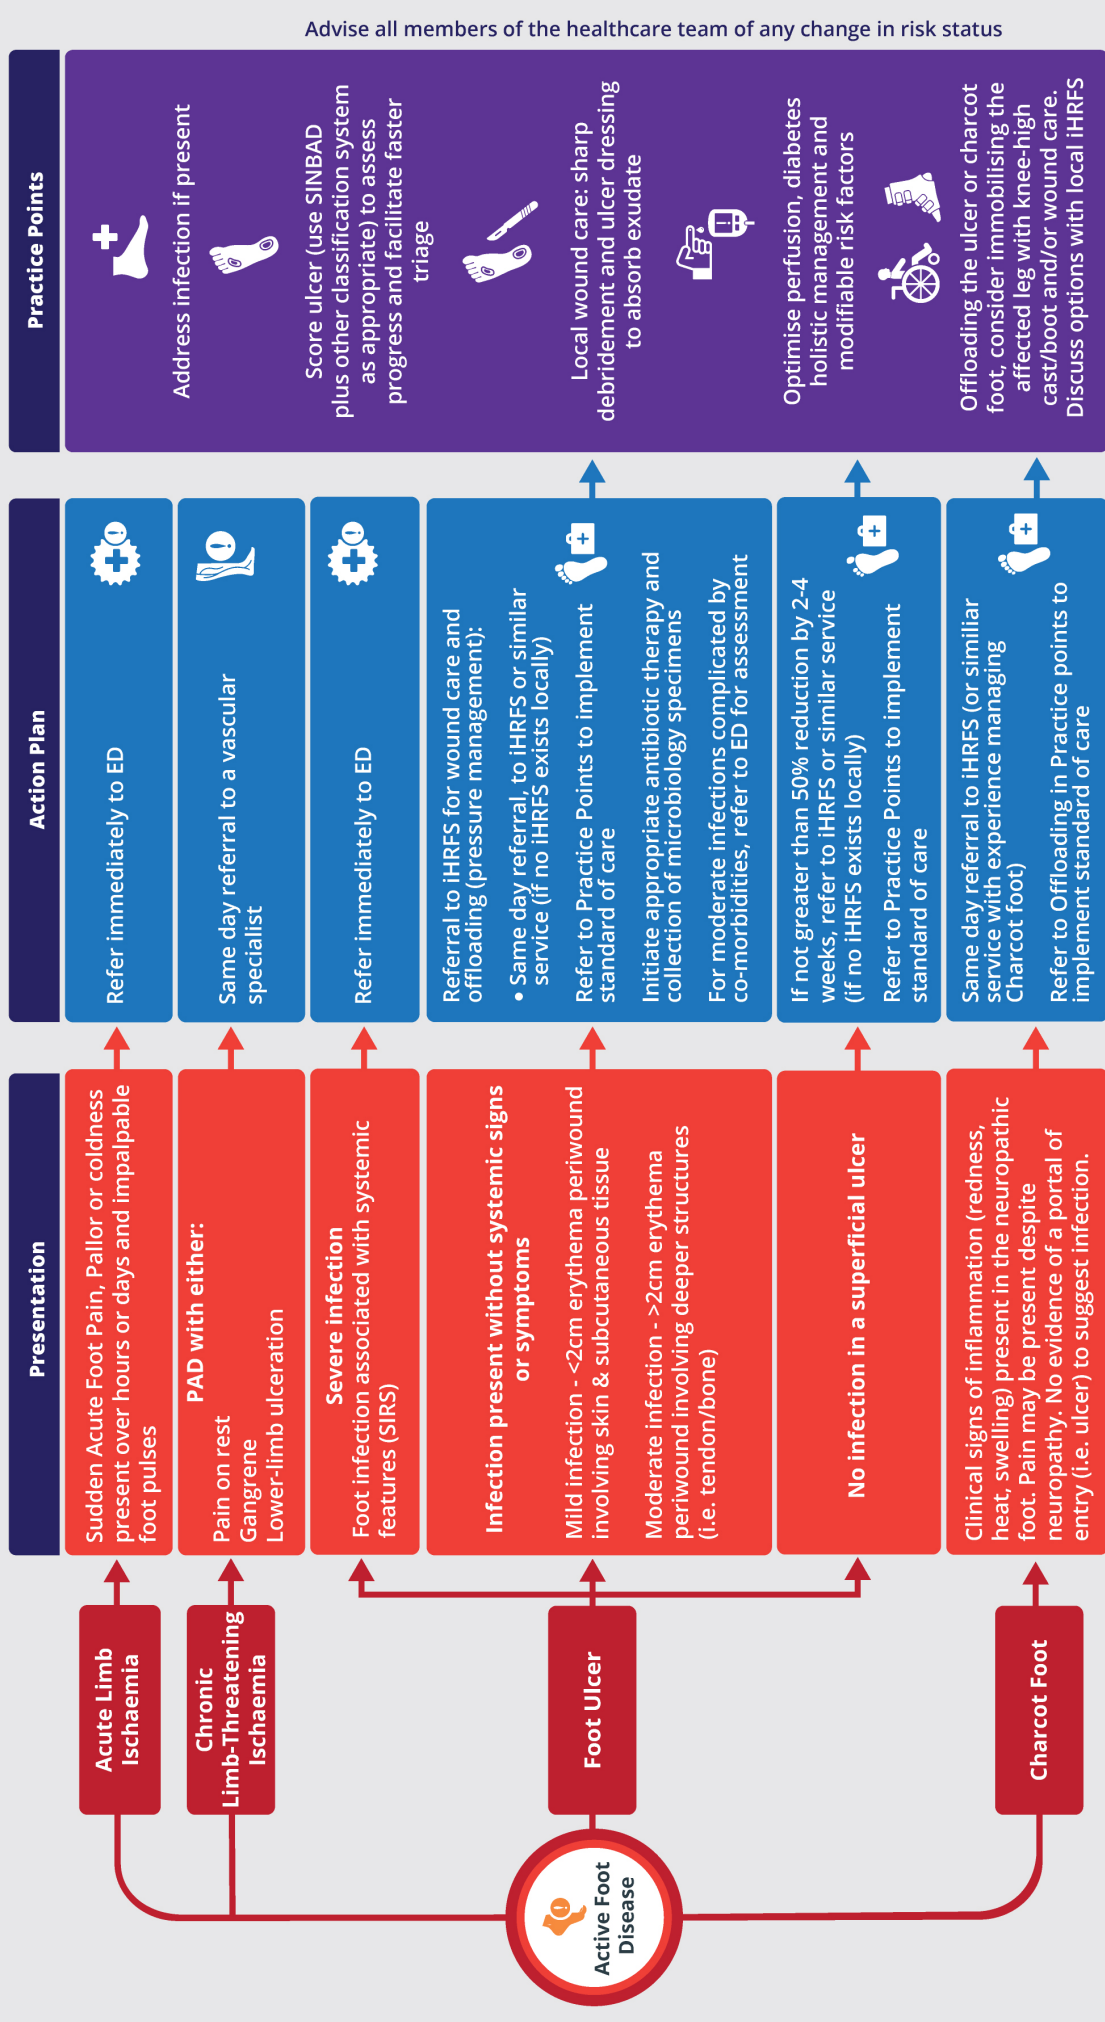 Advise all members of the healthcare team of any change in risk status
Active Foot
Disease
Acute Limb
Ischaemia
Chronic
Limb-Threatening
Ischaemia
Foot Ulcer
Charcot Foot
Presentation
Sudden Acute Foot Pain, Pallor or coldness
present over hours or days and impalpable
foot pulses
PAD with either:
Pain on rest
Gangrene
Lower-limb ulceration
Severe infection
Foot infection associated with systemic
features (SIRS)
Infection present without systemic signs
or symptoms
Mild infection - <2cm erythema periwound
involving skin & subcutaneous tissue
Moderate infection - >2cm erythema
periwound involving deeper structures
(i.e. tendon/bone)
No infection in a superficial ulcer
Clinical signs of inflammation (redness,
heat, swelling) present in the neuropathic
foot. Pain may be present despite
neuropathy. No evidence of a portal of
entry (i.e. ulcer) to suggest infection.
Action Plan
Refer immediately to ED
Same day referral to a vascular
specialist
Refer immediately to ED
Referral to iHRFS for wound care and
offloading (pressure management):
• Same day referral, to iHRFS or similar
service (if no iHRFS exists locally)
Refer to Practice Points to implement
standard of care
Initiate appropriate antibiotic therapy and
collection of microbiology specimens
For moderate infections complicated by
co-morbidities, refer to ED for assessment
If not greater than 50% reduction by 2-4
weeks, refer to iHRFS or similar service
(if no iHRFS exists locally)
Refer to Practice Points to implement
standard of care
Same day referral to iHRFS (or similiar
service with experience managing
Charcot foot)
Refer to Offloading in Practice points to
implement standard of care
Practice Points
Address infection if present
Score ulcer (use SINBAD
plus other classification system
as appropriate) to assess
progress and facilitate faster
triage
Local wound care: sharp
debridement and ulcer dressing
to absorb exudate
Optimise perfusion, diabetes
holistic management and
modifiable risk factors
Offloading the ulcer or charcot
foot, consider immobilising the
affected leg with knee-high
cast/boot and/or wound care.
Discuss options with local iHRFS